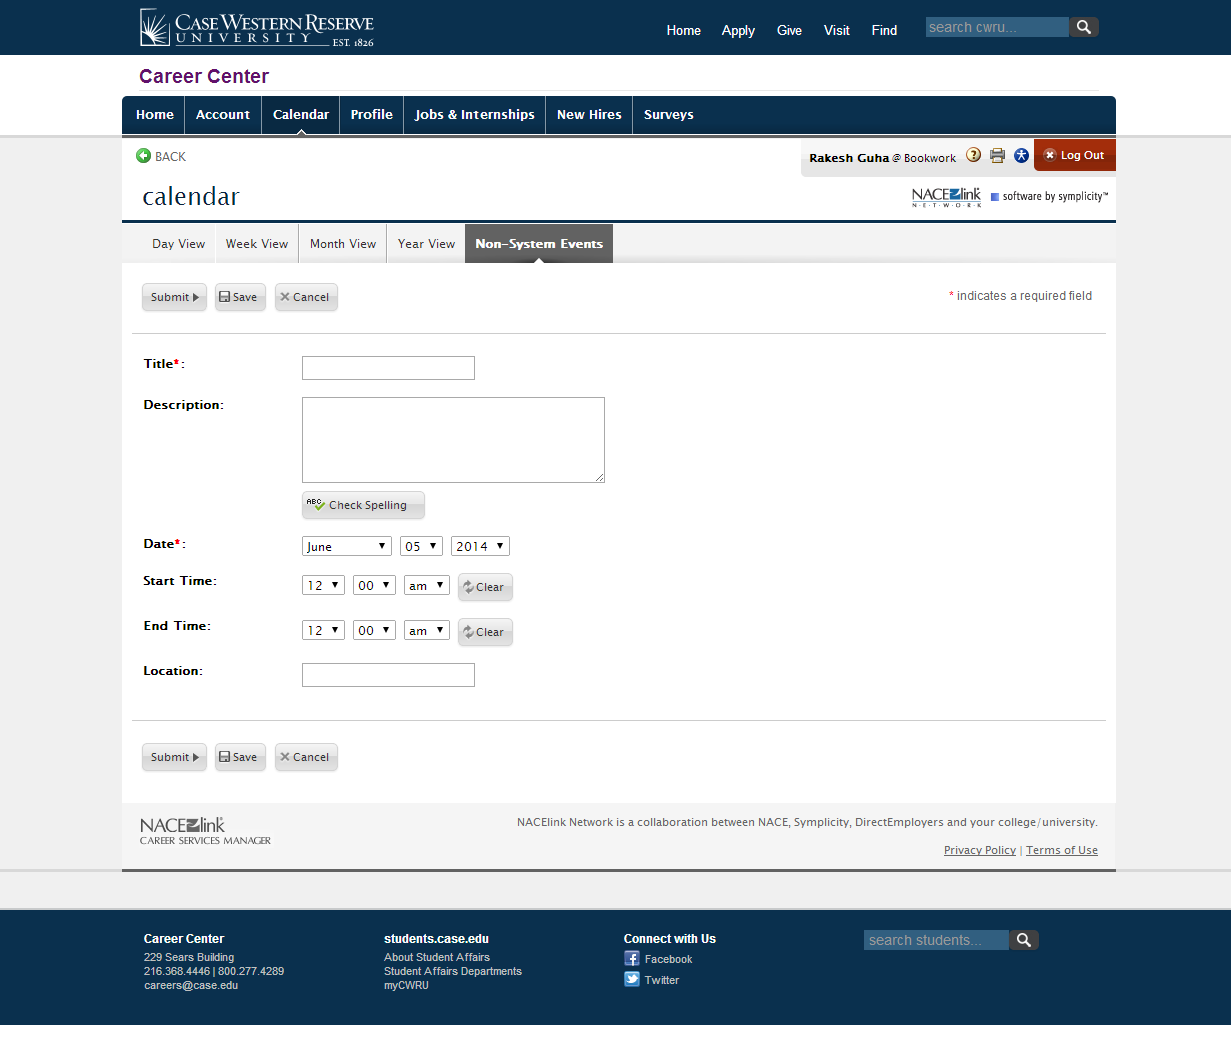 CASE WESTERN RESERVE
UNIVERSITY EST. 1826
Home Apply Give Visit Find search cwru...
Career Center
Home Account Calendar Profile Jobs & Internships New Hires Surveys
BACK
Rakesh Guha @ Bookwork ? Log Out
calendar
NACElink NETWORK software by symplicity™
Day View Week View Month View Year View Non-System Events
Submit Save Cancel
* indicates a required field
Title*:
Description:
ABC Check Spelling
Date*: June 05 2014
Start Time: 12 00 am Clear
End Time: 12 00 am Clear
Location:
Submit Save Cancel
NACElink
CAREER SERVICES MANAGER
NACElink Network is a collaboration between NACE, Symplicity, DirectEmployers and your college/university.
Privacy Policy | Terms of Use
Career Center
229 Sears Building
216.368.4446 | 800.277.4289
careers@case.edu
students.case.edu
About Student Affairs
Student Affairs Departments
myCWRU
Connect with Us
Facebook
Twitter
search students...